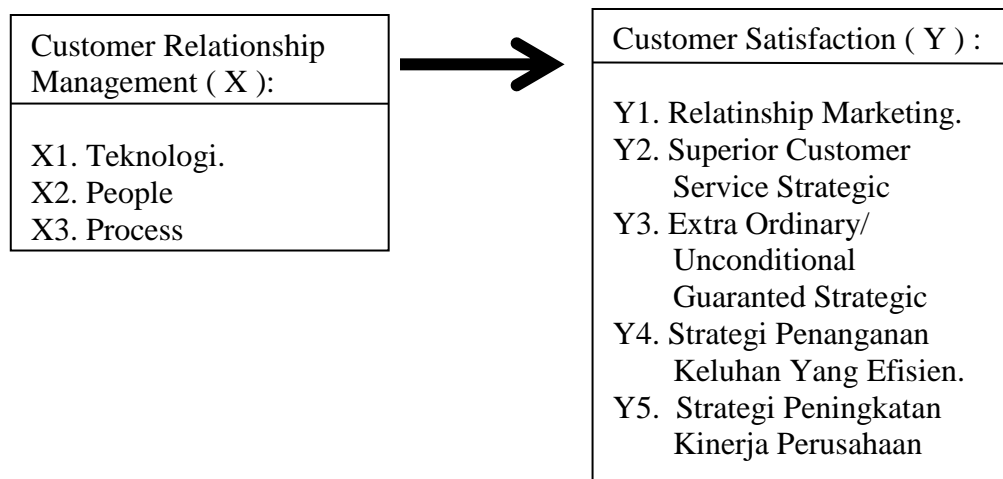 Customer Relationship
Management ( X ):
X1. Teknologi.
X2. People
X3. Process
Customer Satisfaction ( Y ) :
Y1. Relatinship Marketing.
Y2. Superior Customer
Service Strategic
Y3. Extra Ordinary/
Unconditional
Guaranted Strategic
Y4. Strategi Penanganan
Keluhan Yang Efisien.
Y5. Strategi Peningkatan
Kinerja Perusahaan